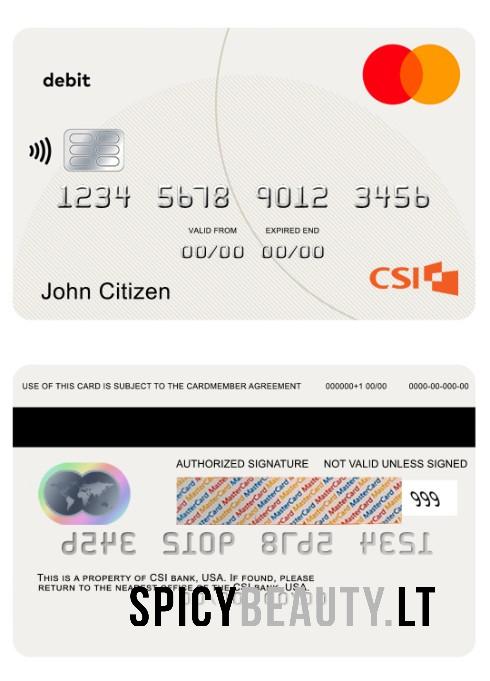 debit
1234 5678 9012 3456
VALID FROM EXPIRED END
00/00 00/00
John Citizen
CSI
USE OF THIS CARD IS SUBJECT TO THE CARDMEMBER AGREEMENT 000000+1 00/00 0000-00-000-00
AUTHORIZED SIGNATURE NOT VALID UNLESS SIGNED
MasterCard MasterCard MasterCard
999
1234 5678 9012 3456
THIS IS A PROPERTY OF CSI BANK, USA. IF FOUND, PLEASE
RETURN TO THE NEAREST OFFICE OF THE CSI BANK, USA.
SPICYBEAUTY.LT